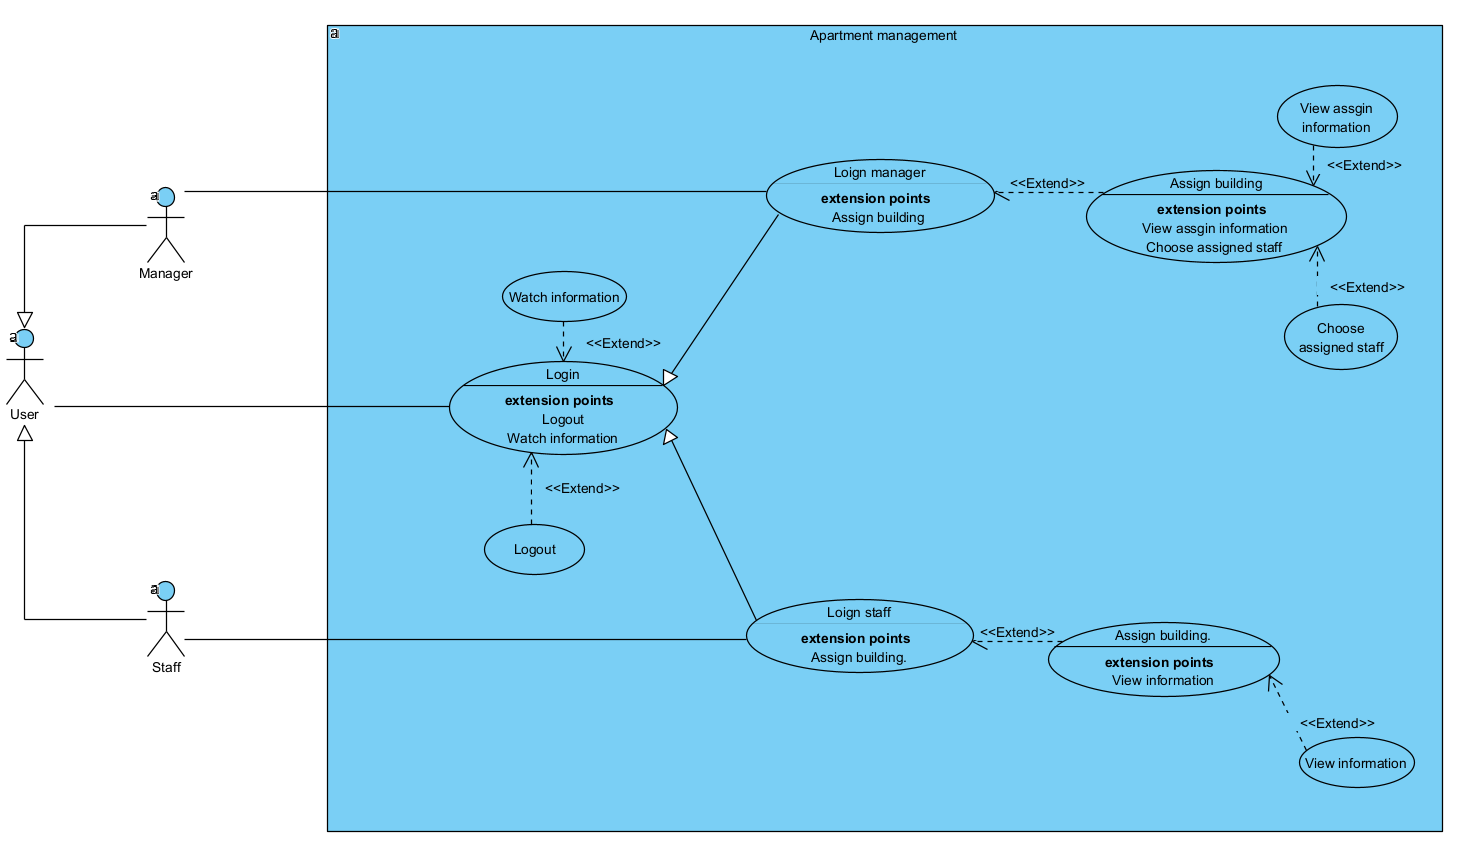 a
Apartment management
View assgin
information
<<Extend>>
Loign manager
extension points
Assign building
<<Extend>>
Assign building
extension points
View assgin information
Choose assigned staff
a
Manager
<<Extend>>
Choose
assigned staff
Watch information
<<Extend>>
a
User
Login
extension points
Logout
Watch information
<<Extend>>
Logout
a
Staff
Loign staff
extension points
Assign building.
<<Extend>>
Assign building.
extension points
View information
<<Extend>>
View information